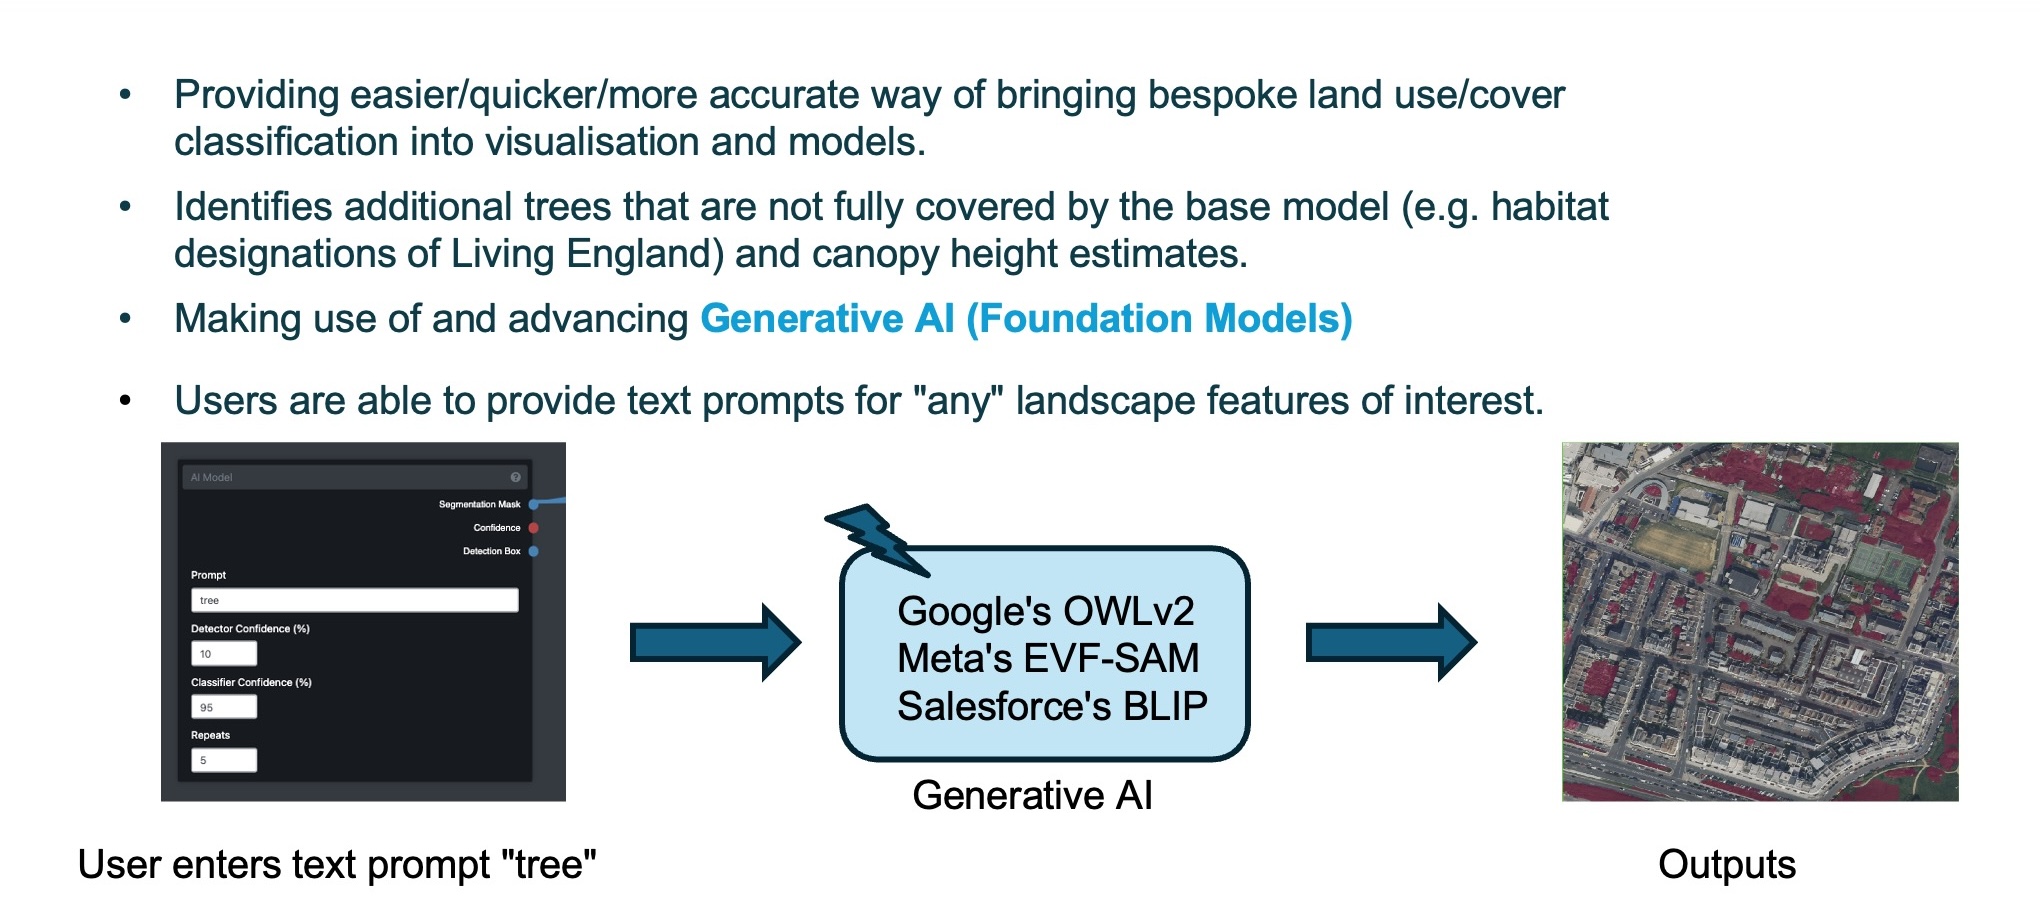 • Providing easier/quicker/more accurate way of bringing bespoke land use/cover
classification into visualisation and models.
• Identifies additional trees that are not fully covered by the base model (e.g. habitat
designations of Living England) and canopy height estimates.
• Making use of and advancing Generative AI (Foundation Models)
• Users are able to provide text prompts for "any" landscape features of interest.
AI Model ?
Segmentation Mask
Confidence
Detection Box
Prompt
tree
Detector Confidence (%)
10
Classifier Confidence (%)
95
Repeats
5
User enters text prompt "tree"
Google's OWLv2
Meta's EVF-SAM
Salesforce's BLIP
Generative AI
Outputs